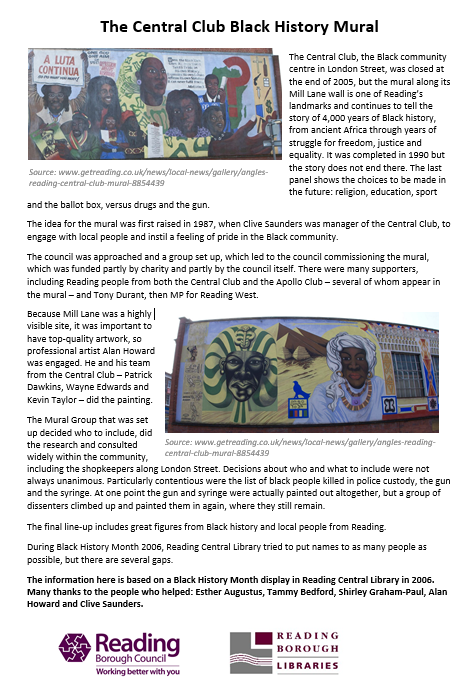 The Central Club Black History Mural
A LUTA
CONTINUA
The Central Club, the Black community
centre in London Street, was closed at
the end of 2005, but the mural along its
Mill Lane wall is one of Reading's
landmarks and continues to tell the
story of 4,000 years of Black history,
from ancient Africa through years of
struggle for freedom, justice and
equality. It was completed in 1990 but
the story does not end there. The last
panel shows the choices to be made in
the future: religion, education, sport
Source: www.getreading.co.uk/news/local-news/gallery/angles-
reading-central-club-mural-8854439
and the ballot box, versus drugs and the gun.
The idea for the mural was first raised in 1987, when Clive Saunders was manager of the Central Club, to
engage with local people and instil a feeling of pride in the Black community.
The council was approached and a group set up, which led to the council commissioning the mural,
which was funded partly by charity and partly by the council itself. There were many supporters,
including Reading people from both the Central Club and the Apollo Club – several of whom appear in
the mural – and Tony Durant, then MP for Reading West.
Because Mill Lane was a highly
visible site, it was important to
have top-quality artwork, so
professional artist Alan Howard
was engaged. He and his team
from the Central Club – Patrick
Dawkins, Wayne Edwards and
Kevin Taylor – did the painting.
The Mural Group that was set
up decided who to include, did
the research and consulted
widely within the community,
Source: www.getreading.co.uk/news/local-news/gallery/angles-reading-
central-club-mural-8854439
including the shopkeepers along London Street. Decisions about who and what to include were not
always unanimous. Particularly contentious were the list of black people killed in police custody, the gun
and the syringe. At one point the gun and syringe were actually painted out altogether, but a group of
dissenters climbed up and painted them in again, where they still remain.
The final line-up includes great figures from Black history and local people from Reading.
During Black History Month 2006, Reading Central Library tried to put names to as many people as
possible, but there are several gaps.
The information here is based on a Black History Month display in Reading Central Library in 2006.
Many thanks to the people who helped: Esther Augustus, Tammy Bedford, Shirley Graham-Paul, Alan
Howard and Clive Saunders.
Reading
Borough Council
Working better with you
READING
BOROUGH
LIBRARIES